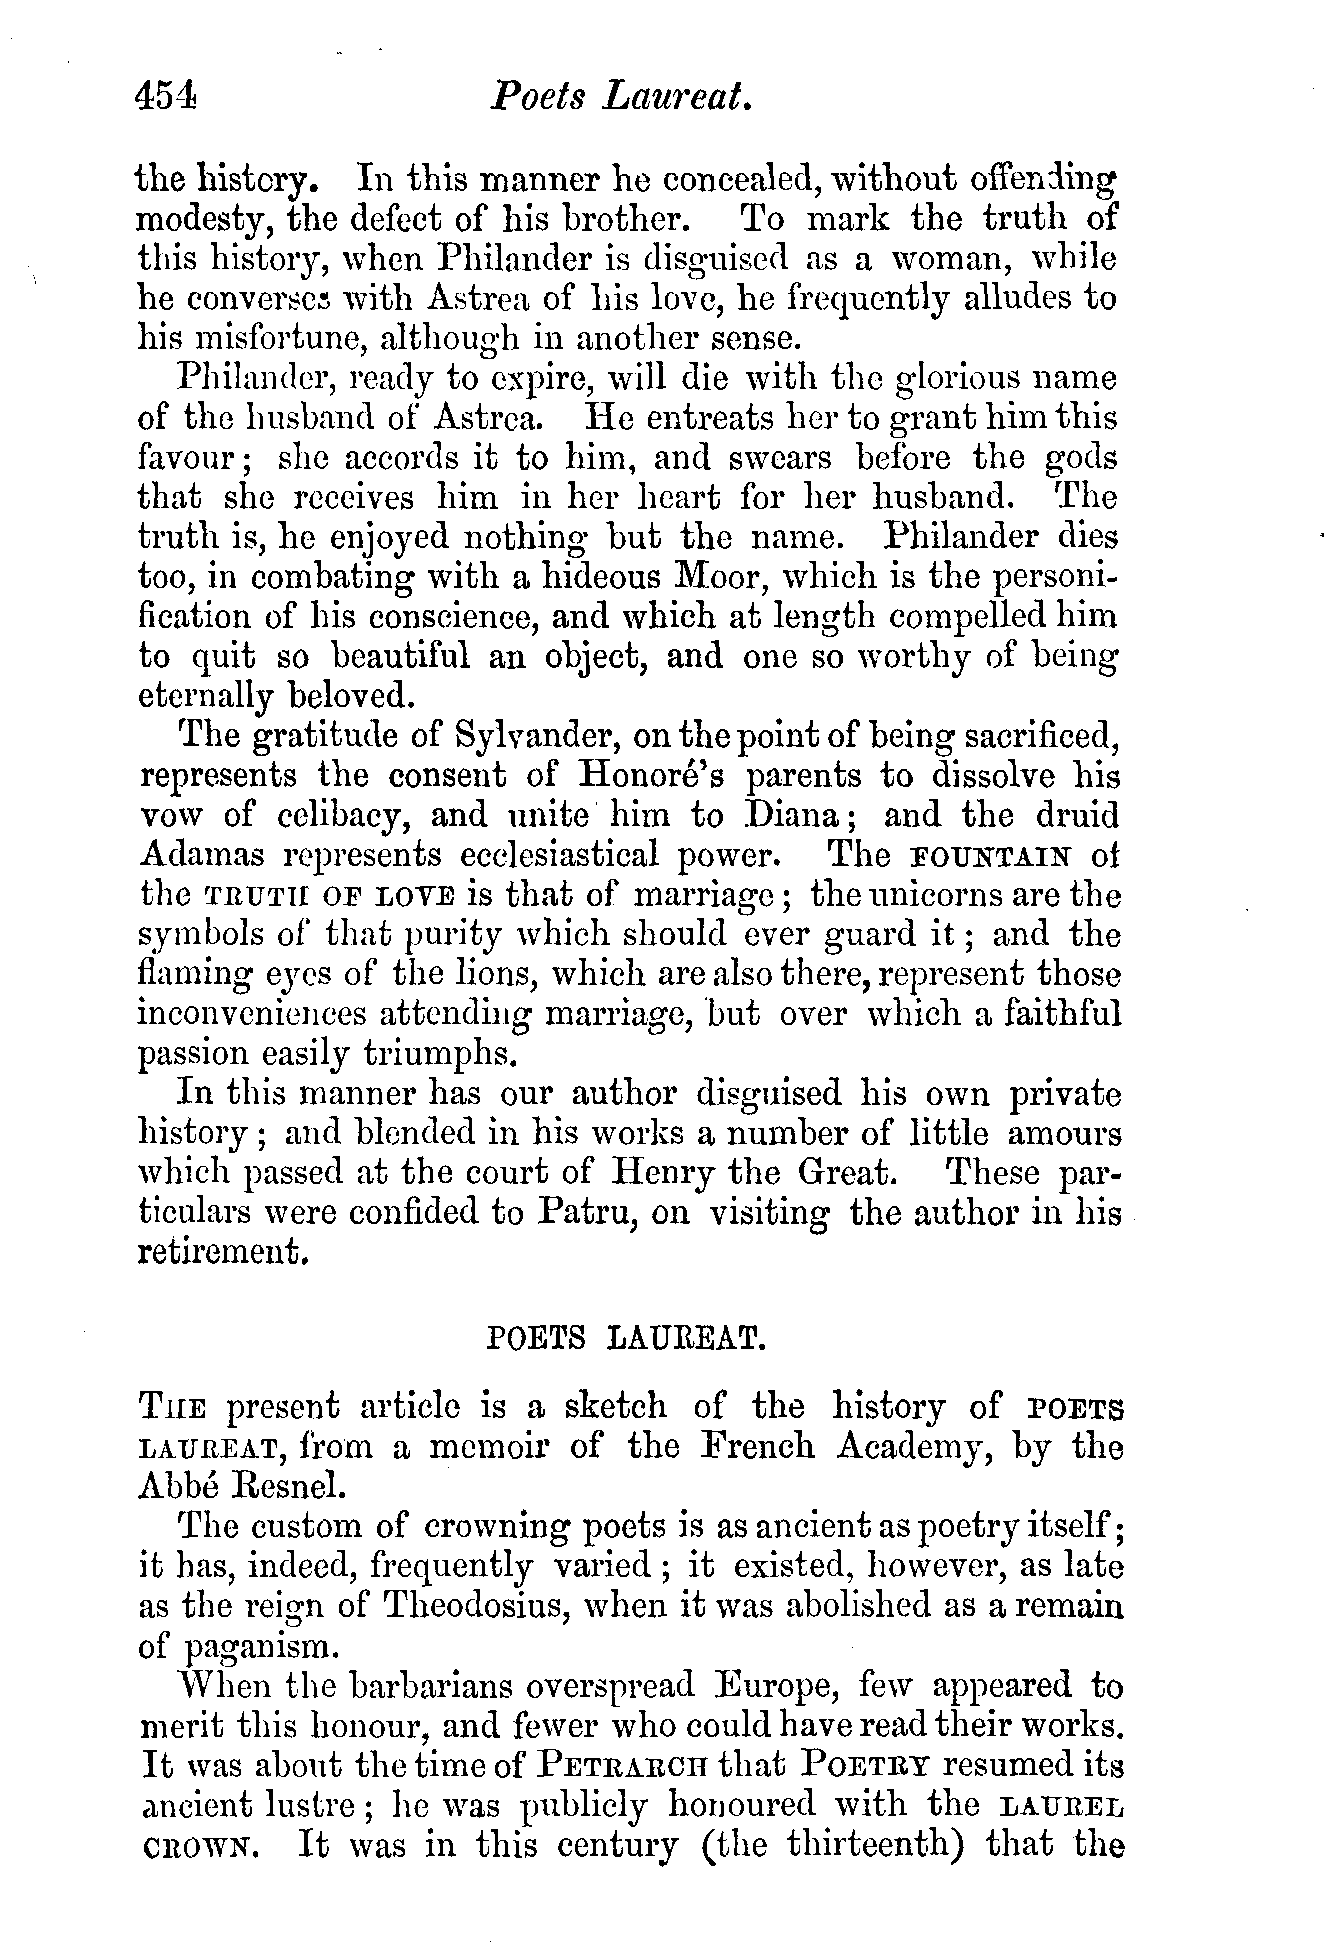 454 Poets Laureat.
the history. In this manner he concealed, without offending
modesty, the defect of his brother. To mark the truth of
this history, when Philander is disguised as a woman, while
he converses with Astrea of his love, he frequently alludes to
his misfortune, although in another sense.
Philander, ready to expire, will die with the glorious name
of the husband of Astrea. He entreats her to grant him this
favour; she accords it to him, and swears before the gods
that she receives him in her heart for her husband. The
truth is, he enjoyed nothing but the name. Philander dies
too, in combating with a hideous Moor, which is the personi-
fication of his conscience, and which at length compelled him
to quit so beautiful an object, and one so worthy of being
eternally beloved.
The gratitude of Sylvander, on the point of being sacrificed,
represents the consent of Honoré's parents to dissolve his
vow of celibacy, and unite him to Diana; and the druid
Adamas represents ecclesiastical power. The FOUNTAIN of
the TRUTH OF LOVE is that of marriage; the unicorns are the
symbols of that purity which should ever guard it; and the
flaming eyes of the lions, which are also there, represent those
inconveniences attending marriage, but over which a faithful
passion easily triumphs.
In this manner has our author disguised his own private
history; and blended in his works a number of little amours
which passed at the court of Henry the Great. These par-
ticulars were confided to Patru, on visiting the author in his
retirement.
POETS LAUREAT.
THE present article is a sketch of the history of POETS
LAUREAT, from a memoir of the French Academy, by the
Abbé Resnel.
The custom of crowning poets is as ancient as poetry itself;
it has, indeed, frequently varied; it existed, however, as late
as the reign of Theodosius, when it was abolished as a remain
of paganism.
When the barbarians overspread Europe, few appeared to
merit this honour, and fewer who could have read their works.
It was about the time of PETRARCH that POETRY resumed its
ancient lustre; he was publicly honoured with the LAUREL
CROWN. It was in this century (the thirteenth) that the